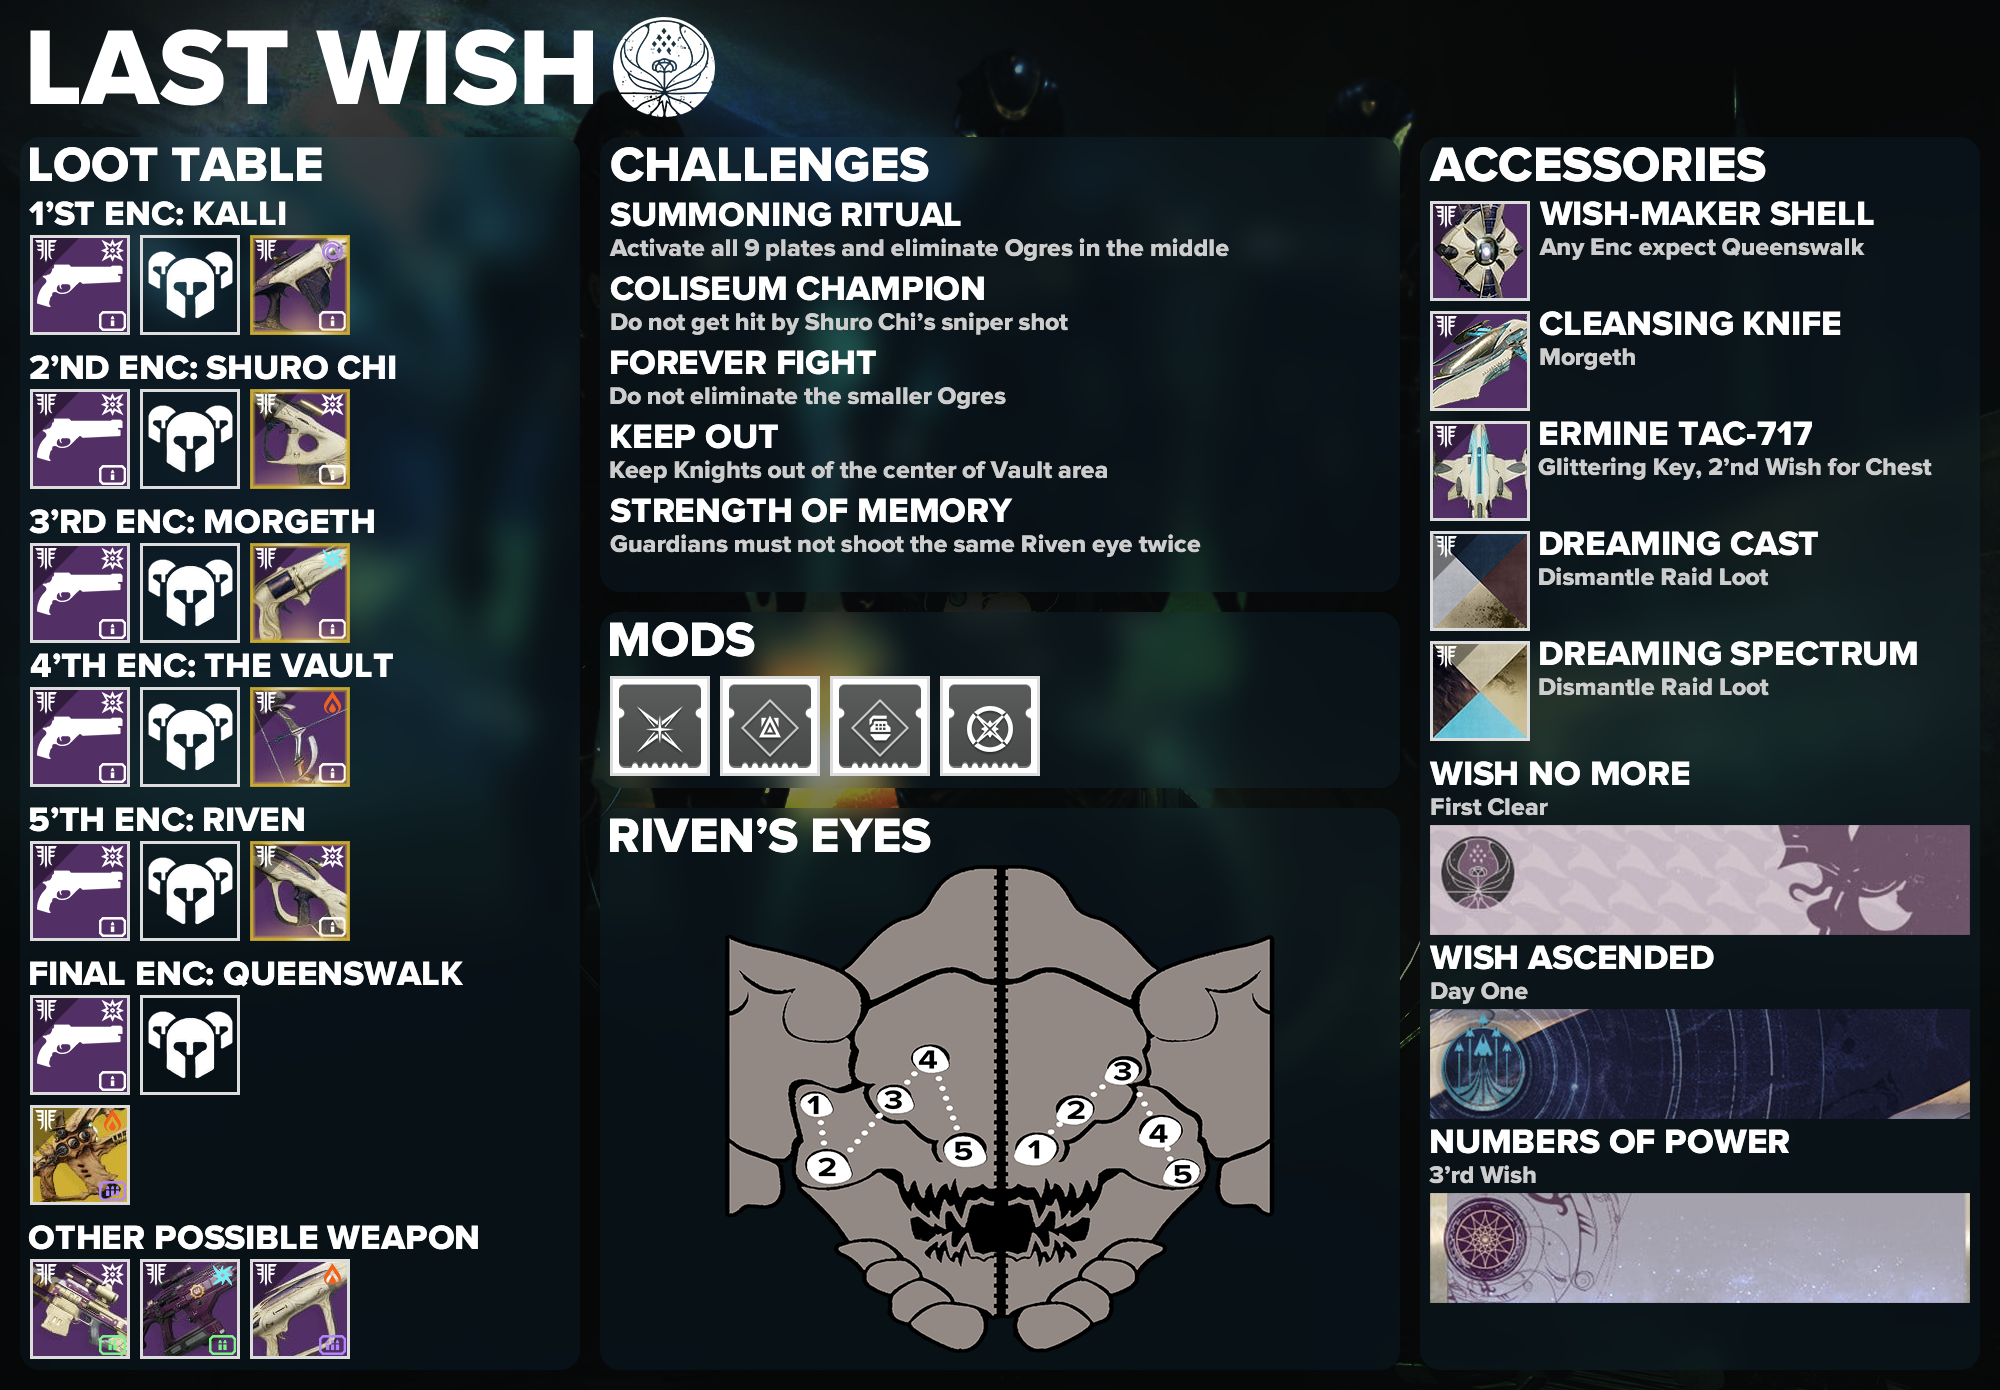 LAST WISH
LOOT TABLE
1'ST ENC: KALLI
2'ND ENC: SHURO CHI
3'RD ENC: MORGETH
4'TH ENC: THE VAULT
5'TH ENC: RIVEN
FINAL ENC: QUEENSWALK
OTHER POSSIBLE WEAPON
CHALLENGES
SUMMONING RITUAL
Activate all 9 plates and eliminate Ogres in the middle
COLISEUM CHAMPION
Do not get hit by Shuro Chi's sniper shot
FOREVER FIGHT
Do not eliminate the smaller Ogres
KEEP OUT
Keep Knights out of the center of Vault area
STRENGTH OF MEMORY
Guardians must not shoot the same Riven eye twice
MODS
RIVEN'S EYES
4
3
1
3
2
5
1
4
2
5
ACCESSORIES
WISH-MAKER SHELL
Any Enc expect Queenswalk
CLEANSING KNIFE
Morgeth
ERMINE TAC-717
Glittering Key, 2'nd Wish for Chest
DREAMING CAST
Dismantle Raid Loot
DREAMING SPECTRUM
Dismantle Raid Loot
WISH NO MORE
First Clear
WISH ASCENDED
Day One
NUMBERS OF POWER
3'rd Wish